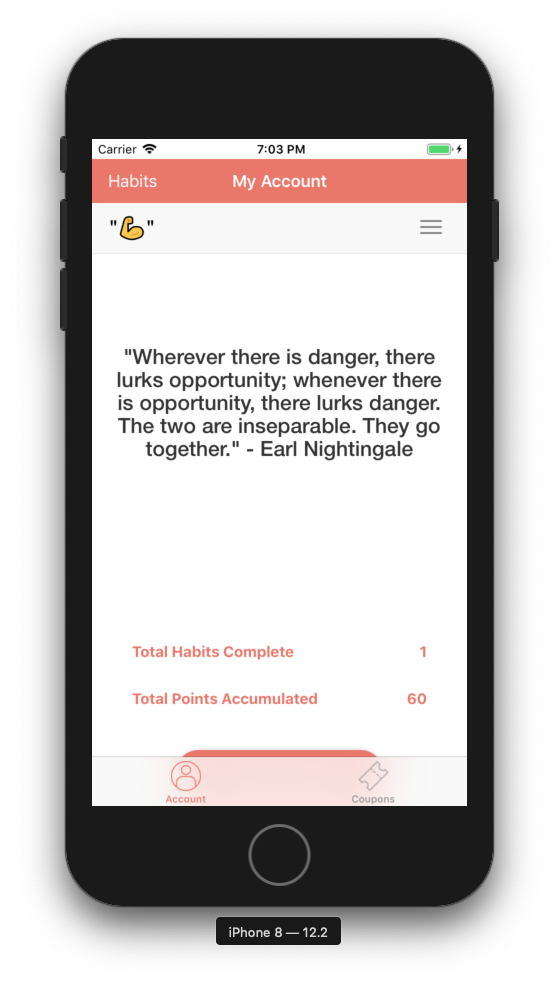 Carrier 7:03 PM
Habits My Account
"💪"
"Wherever there is danger, there
lurks opportunity; whenever there
is opportunity, there lurks danger.
The two are inseparable. They go
together." - Earl Nightingale
Total Habits Complete 1
Total Points Accumulated 60
Account Coupons
iPhone 8 — 12.2